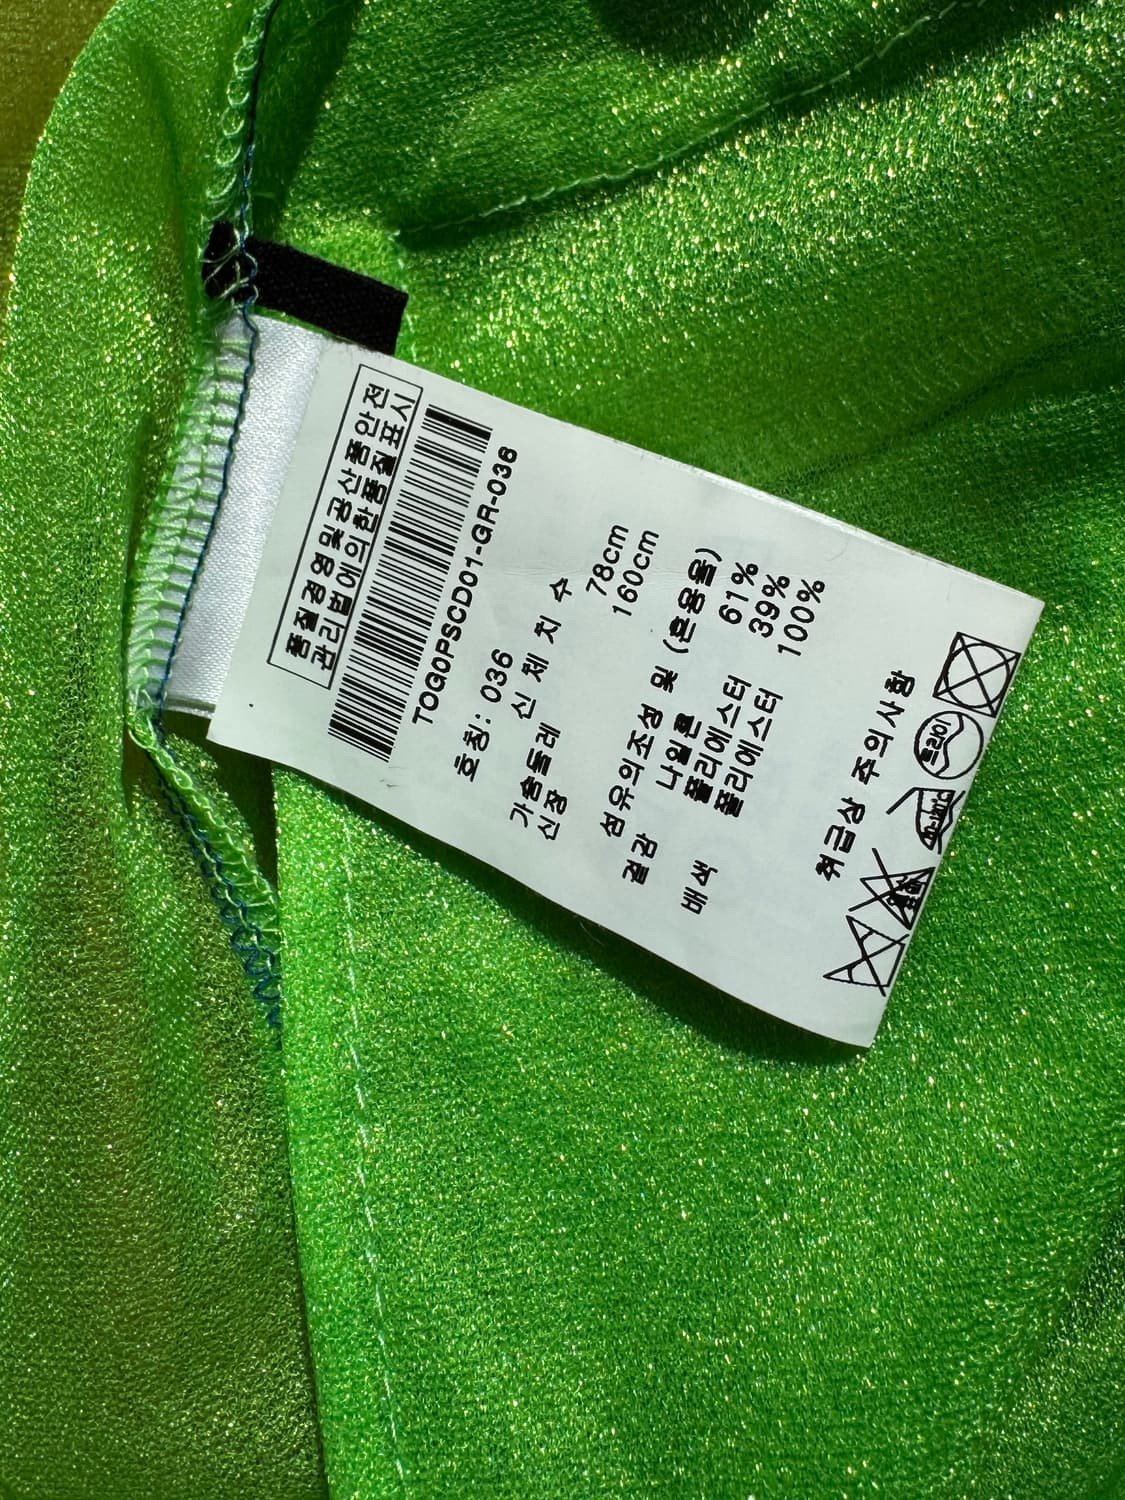 품질경영및공산품안전
관리법에의한품질표시
TOG0PSCD01-GR-036
호칭: 036
신 체 치 수
가슴둘레 78cm
신장 160cm
섬유의조성 및 (혼용율)
겉감 나일론 61%
폴리에스터 39%
배색 폴리에스터 100%
취급상 주의사항
드라이